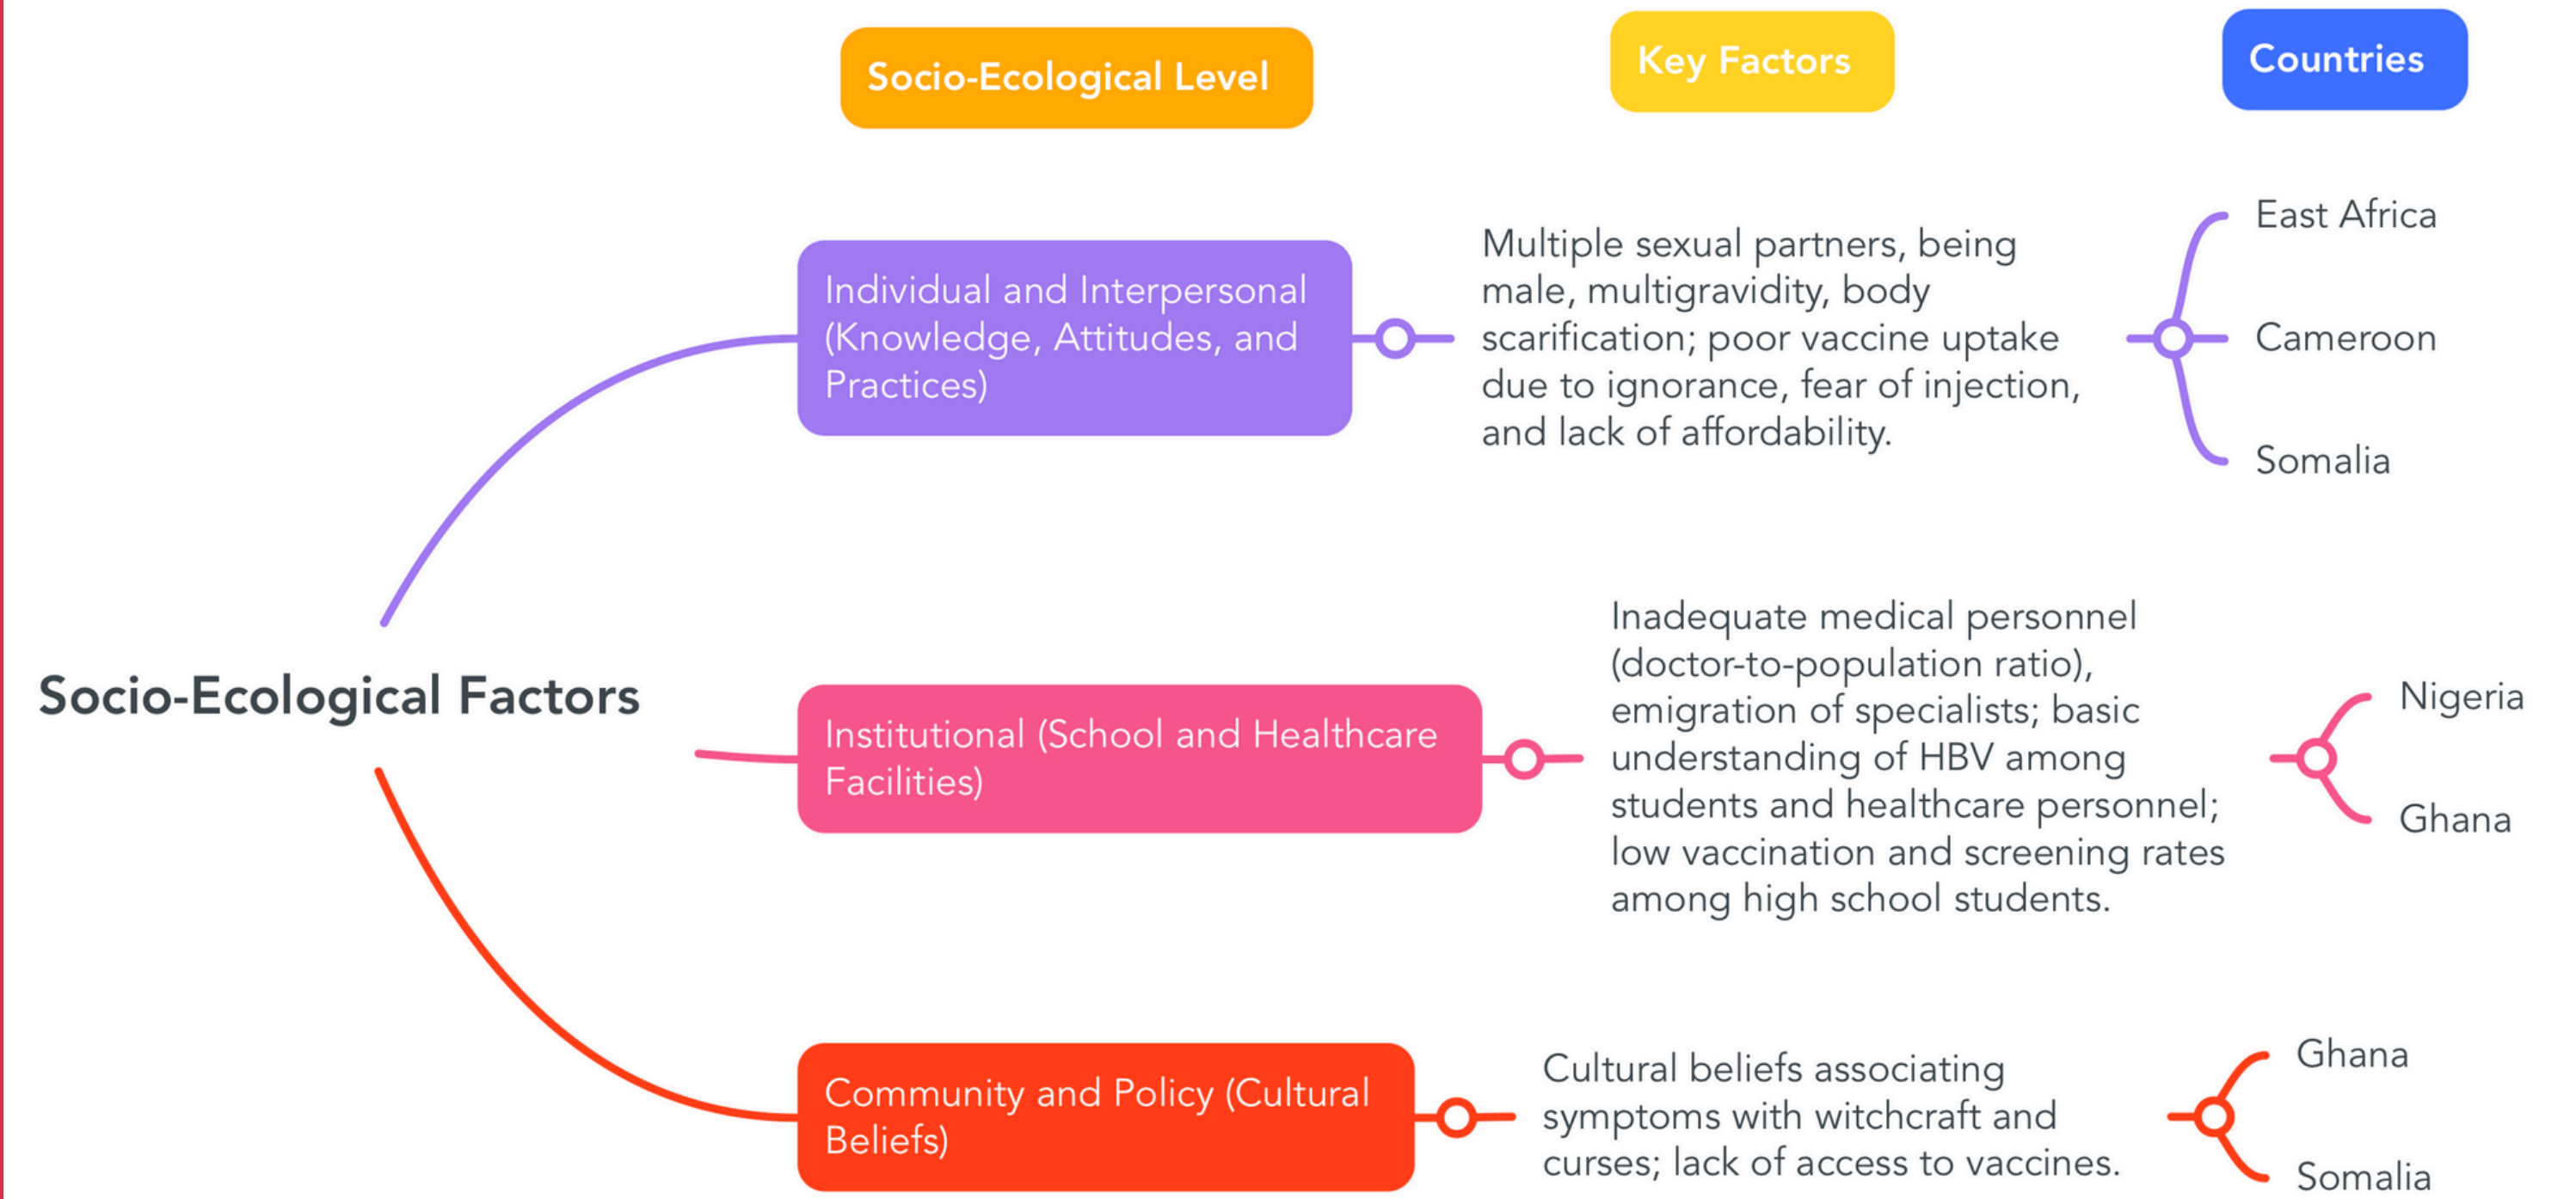 Socio-Ecological Level
Key Factors
Countries
Socio-Ecological Factors
Individual and Interpersonal
(Knowledge, Attitudes, and
Practices)
Multiple sexual partners, being
male, multigravidity, body
scarification; poor vaccine uptake
due to ignorance, fear of injection,
and lack of affordability.
East Africa
Cameroon
Somalia
Institutional (School and Healthcare
Facilities)
Inadequate medical personnel
(doctor-to-population ratio),
emigration of specialists; basic
understanding of HBV among
students and healthcare personnel;
low vaccination and screening rates
among high school students.
Nigeria
Ghana
Community and Policy (Cultural
Beliefs)
Cultural beliefs associating
symptoms with witchcraft and
curses; lack of access to vaccines.
Ghana
Somalia